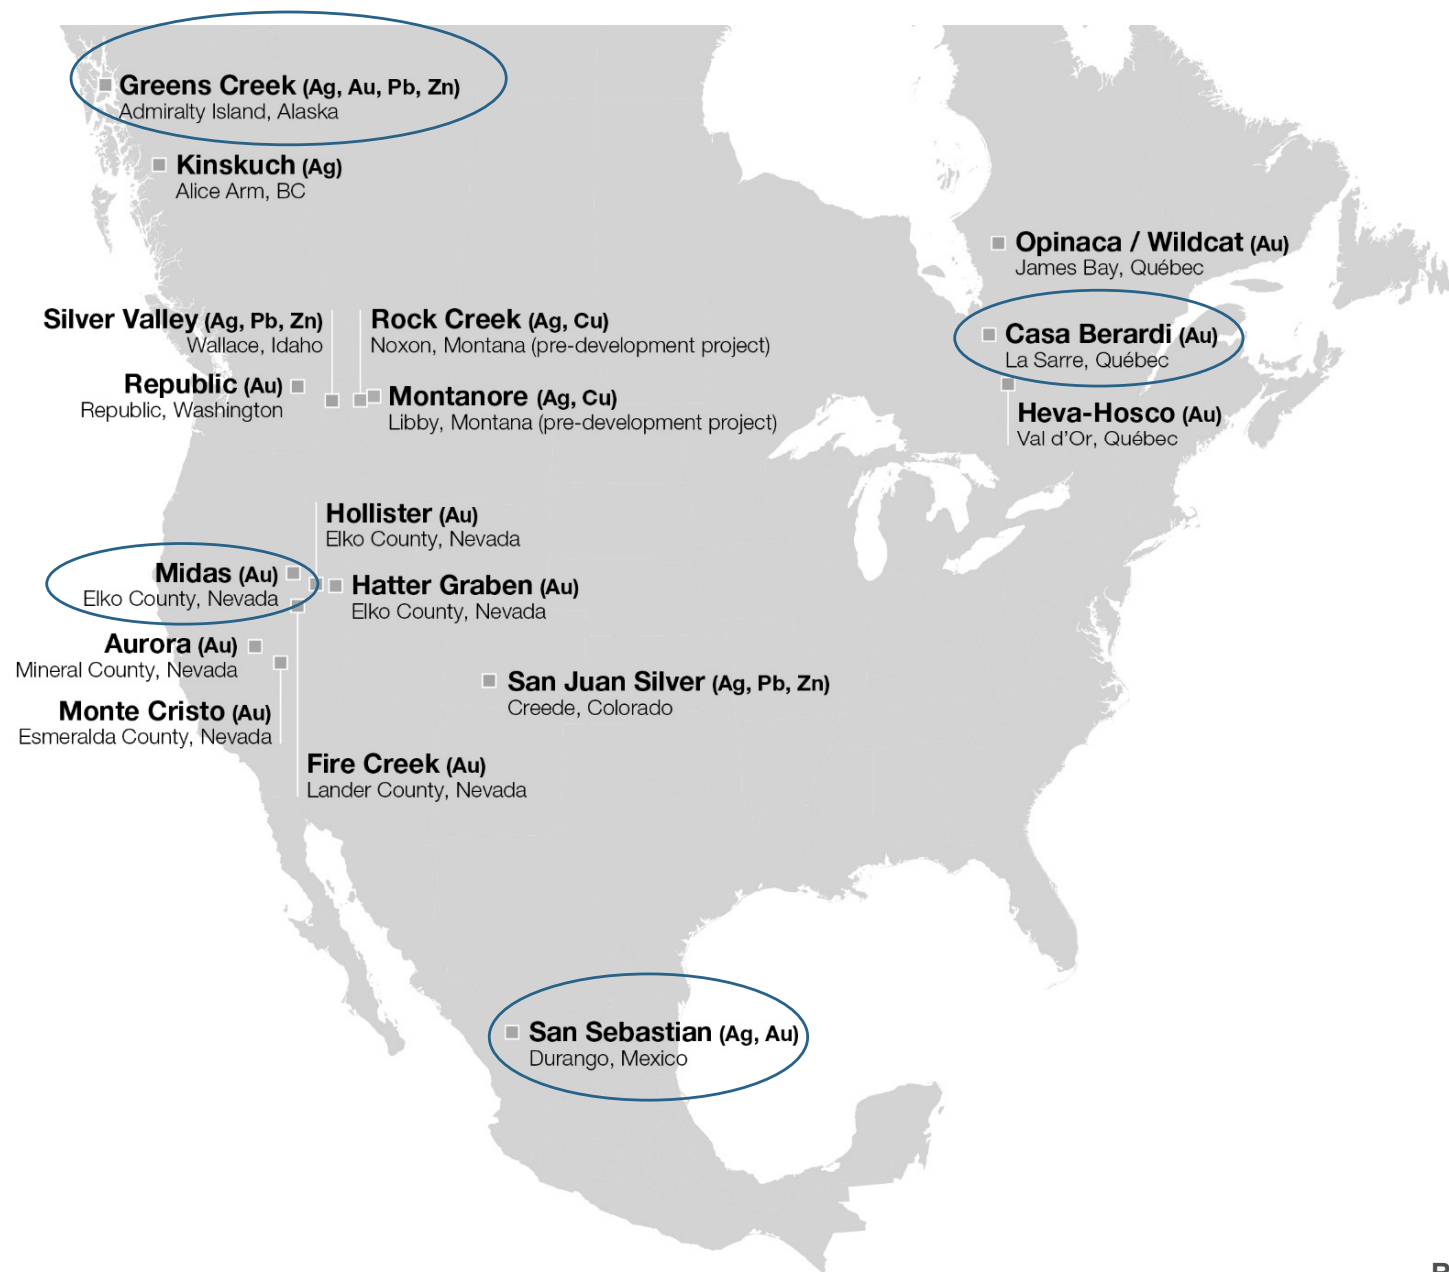 Greens Creek (Ag, Au, Pb, Zn)
Admiralty Island, Alaska
Kinskuch (Ag)
Alice Arm, BC
Opinaca / Wildcat (Au)
James Bay, Québec
Silver Valley (Ag, Pb, Zn)
Wallace, Idaho
Rock Creek (Ag, Cu)
Noxon, Montana (pre-development project)
Casa Berardi (Au)
La Sarre, Québec
Republic (Au)
Republic, Washington
Montanore (Ag, Cu)
Libby, Montana (pre-development project)
Heva-Hosco (Au)
Val d’Or, Québec
Hollister (Au)
Elko County, Nevada
Midas (Au)
Elko County, Nevada
Hatter Graben (Au)
Elko County, Nevada
Aurora (Au)
Mineral County, Nevada
San Juan Silver (Ag, Pb, Zn)
Creede, Colorado
Monte Cristo (Au)
Esmeralda County, Nevada
Fire Creek (Au)
Lander County, Nevada
San Sebastian (Ag, Au)
Durango, Mexico